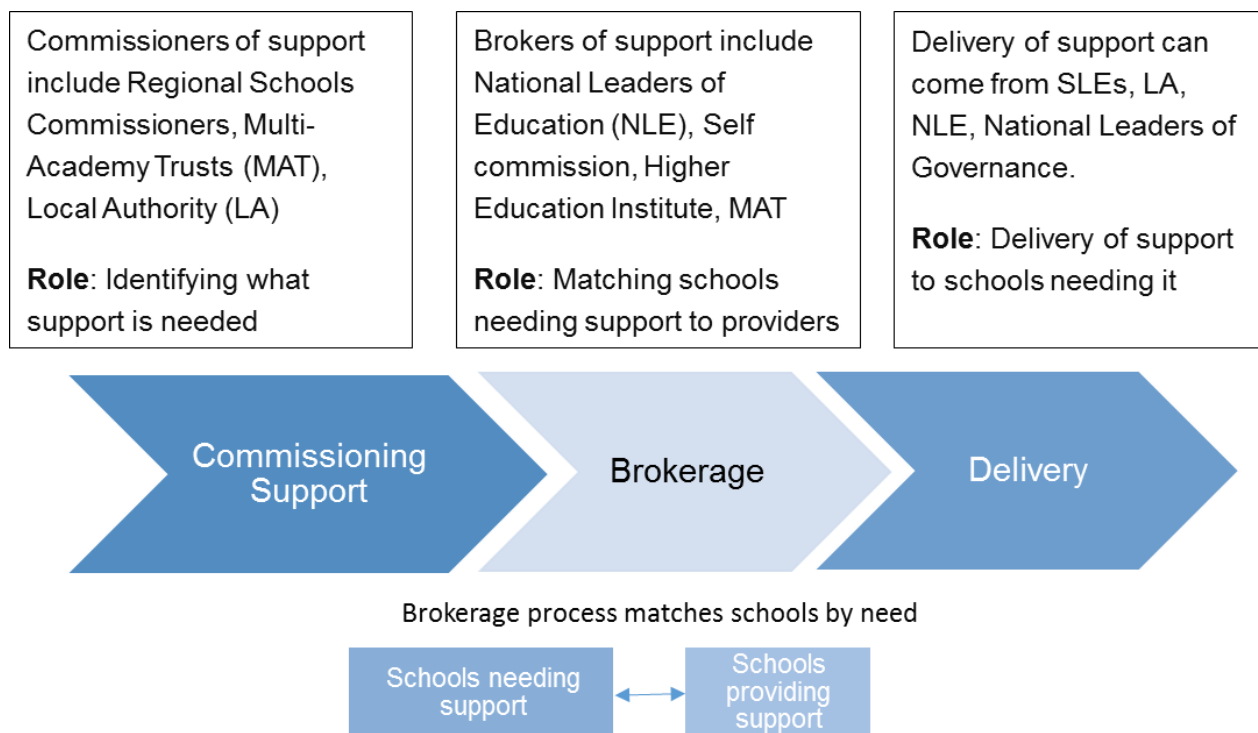 Commissioners of support
include Regional Schools
Commissioners, Multi-
Academy Trusts (MAT),
Local Authority (LA)
Role: Identifying what
support is needed
Brokers of support include
National Leaders of
Education (NLE), Self
commission, Higher
Education Institute, MAT
Role: Matching schools
needing support to providers
Delivery of support can
come from SLEs, LA,
NLE, National Leaders of
Governance.
Role: Delivery of support
to schools needing it
Commissioning
Support
Brokerage
Delivery
Brokerage process matches schools by need
Schools needing
support
Schools
providing
support